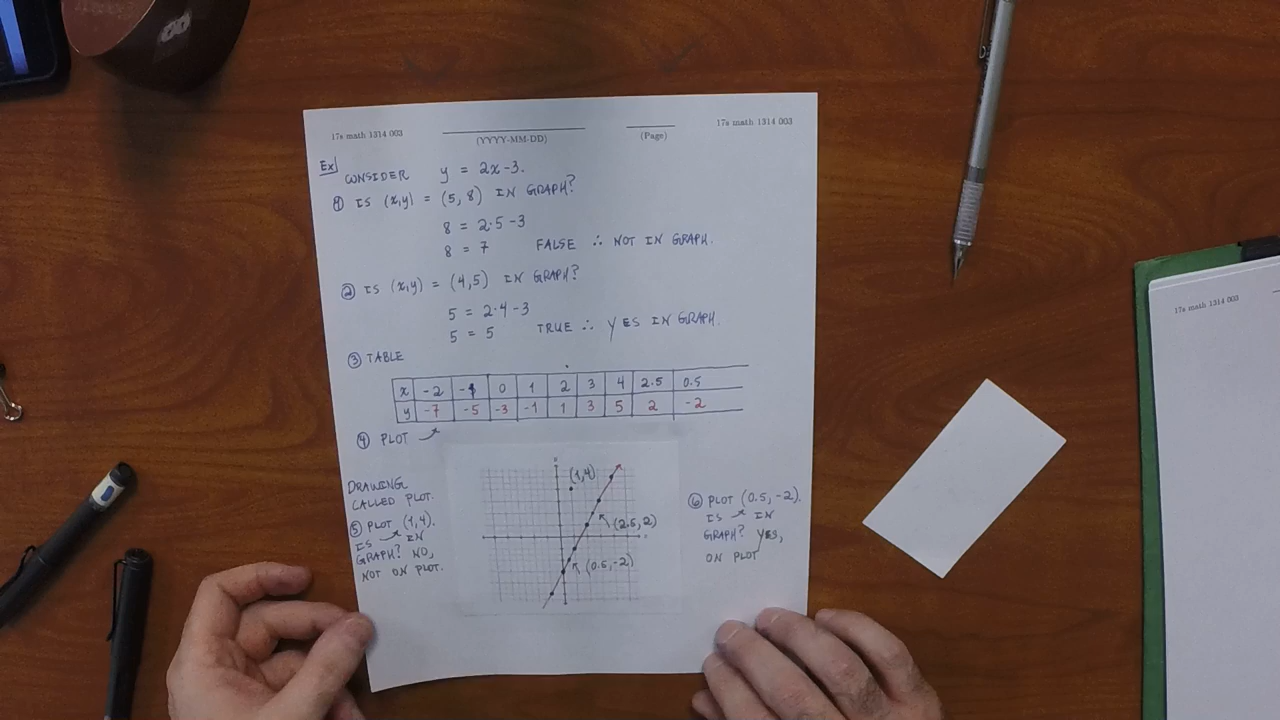 17s math 1314 003
(YYYY-MM-DD)
(Page)
17s math 1314 003
Ex
CONSIDER y = 2x-3.
① IS (x,y) = (5, 8) IN GRAPH?
8 = 2·5-3
8 = 7 FALSE ∴ NOT IN GRAPH.
② IS (x,y) = (4,5) IN GRAPH?
5 = 2·4-3
5 = 5 TRUE ∴ YES IN GRAPH.
③ TABLE
x -2 -1 0 1 2 3 4 2.5 0.5
y -7 -5 -3 -1 1 3 5 2 -2
④ PLOT ↗
DRAWING
CALLED PLOT.
⑤ PLOT (1,4).
IS ↗ IN
GRAPH? NO,
NOT ON PLOT.
(1,4)
(2.5, 2)
(0.5, -2)
⑥ PLOT (0.5, -2).
IS ↗ IN
GRAPH? YES,
ON PLOT
17s math 1314 003